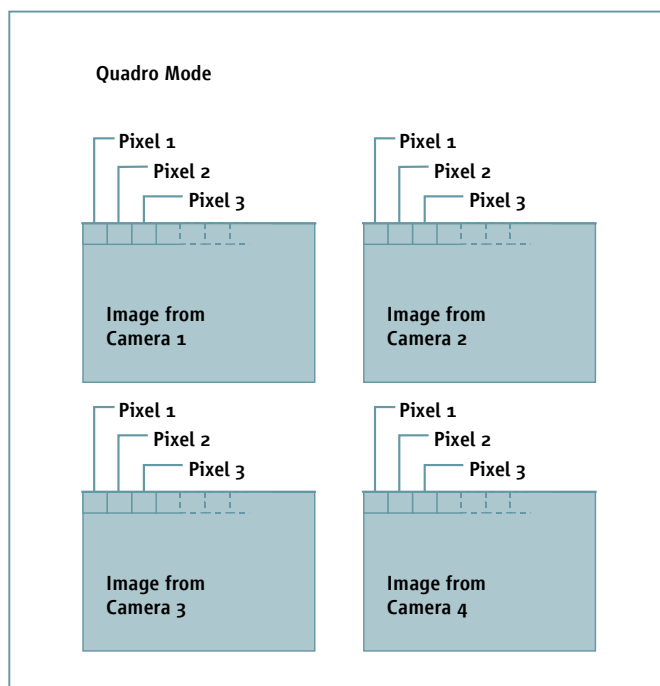 Quadro Mode
Pixel 1
Pixel 2
Pixel 3
Image from
Camera 1
Pixel 1
Pixel 2
Pixel 3
Image from
Camera 2
Pixel 1
Pixel 2
Pixel 3
Image from
Camera 3
Pixel 1
Pixel 2
Pixel 3
Image from
Camera 4